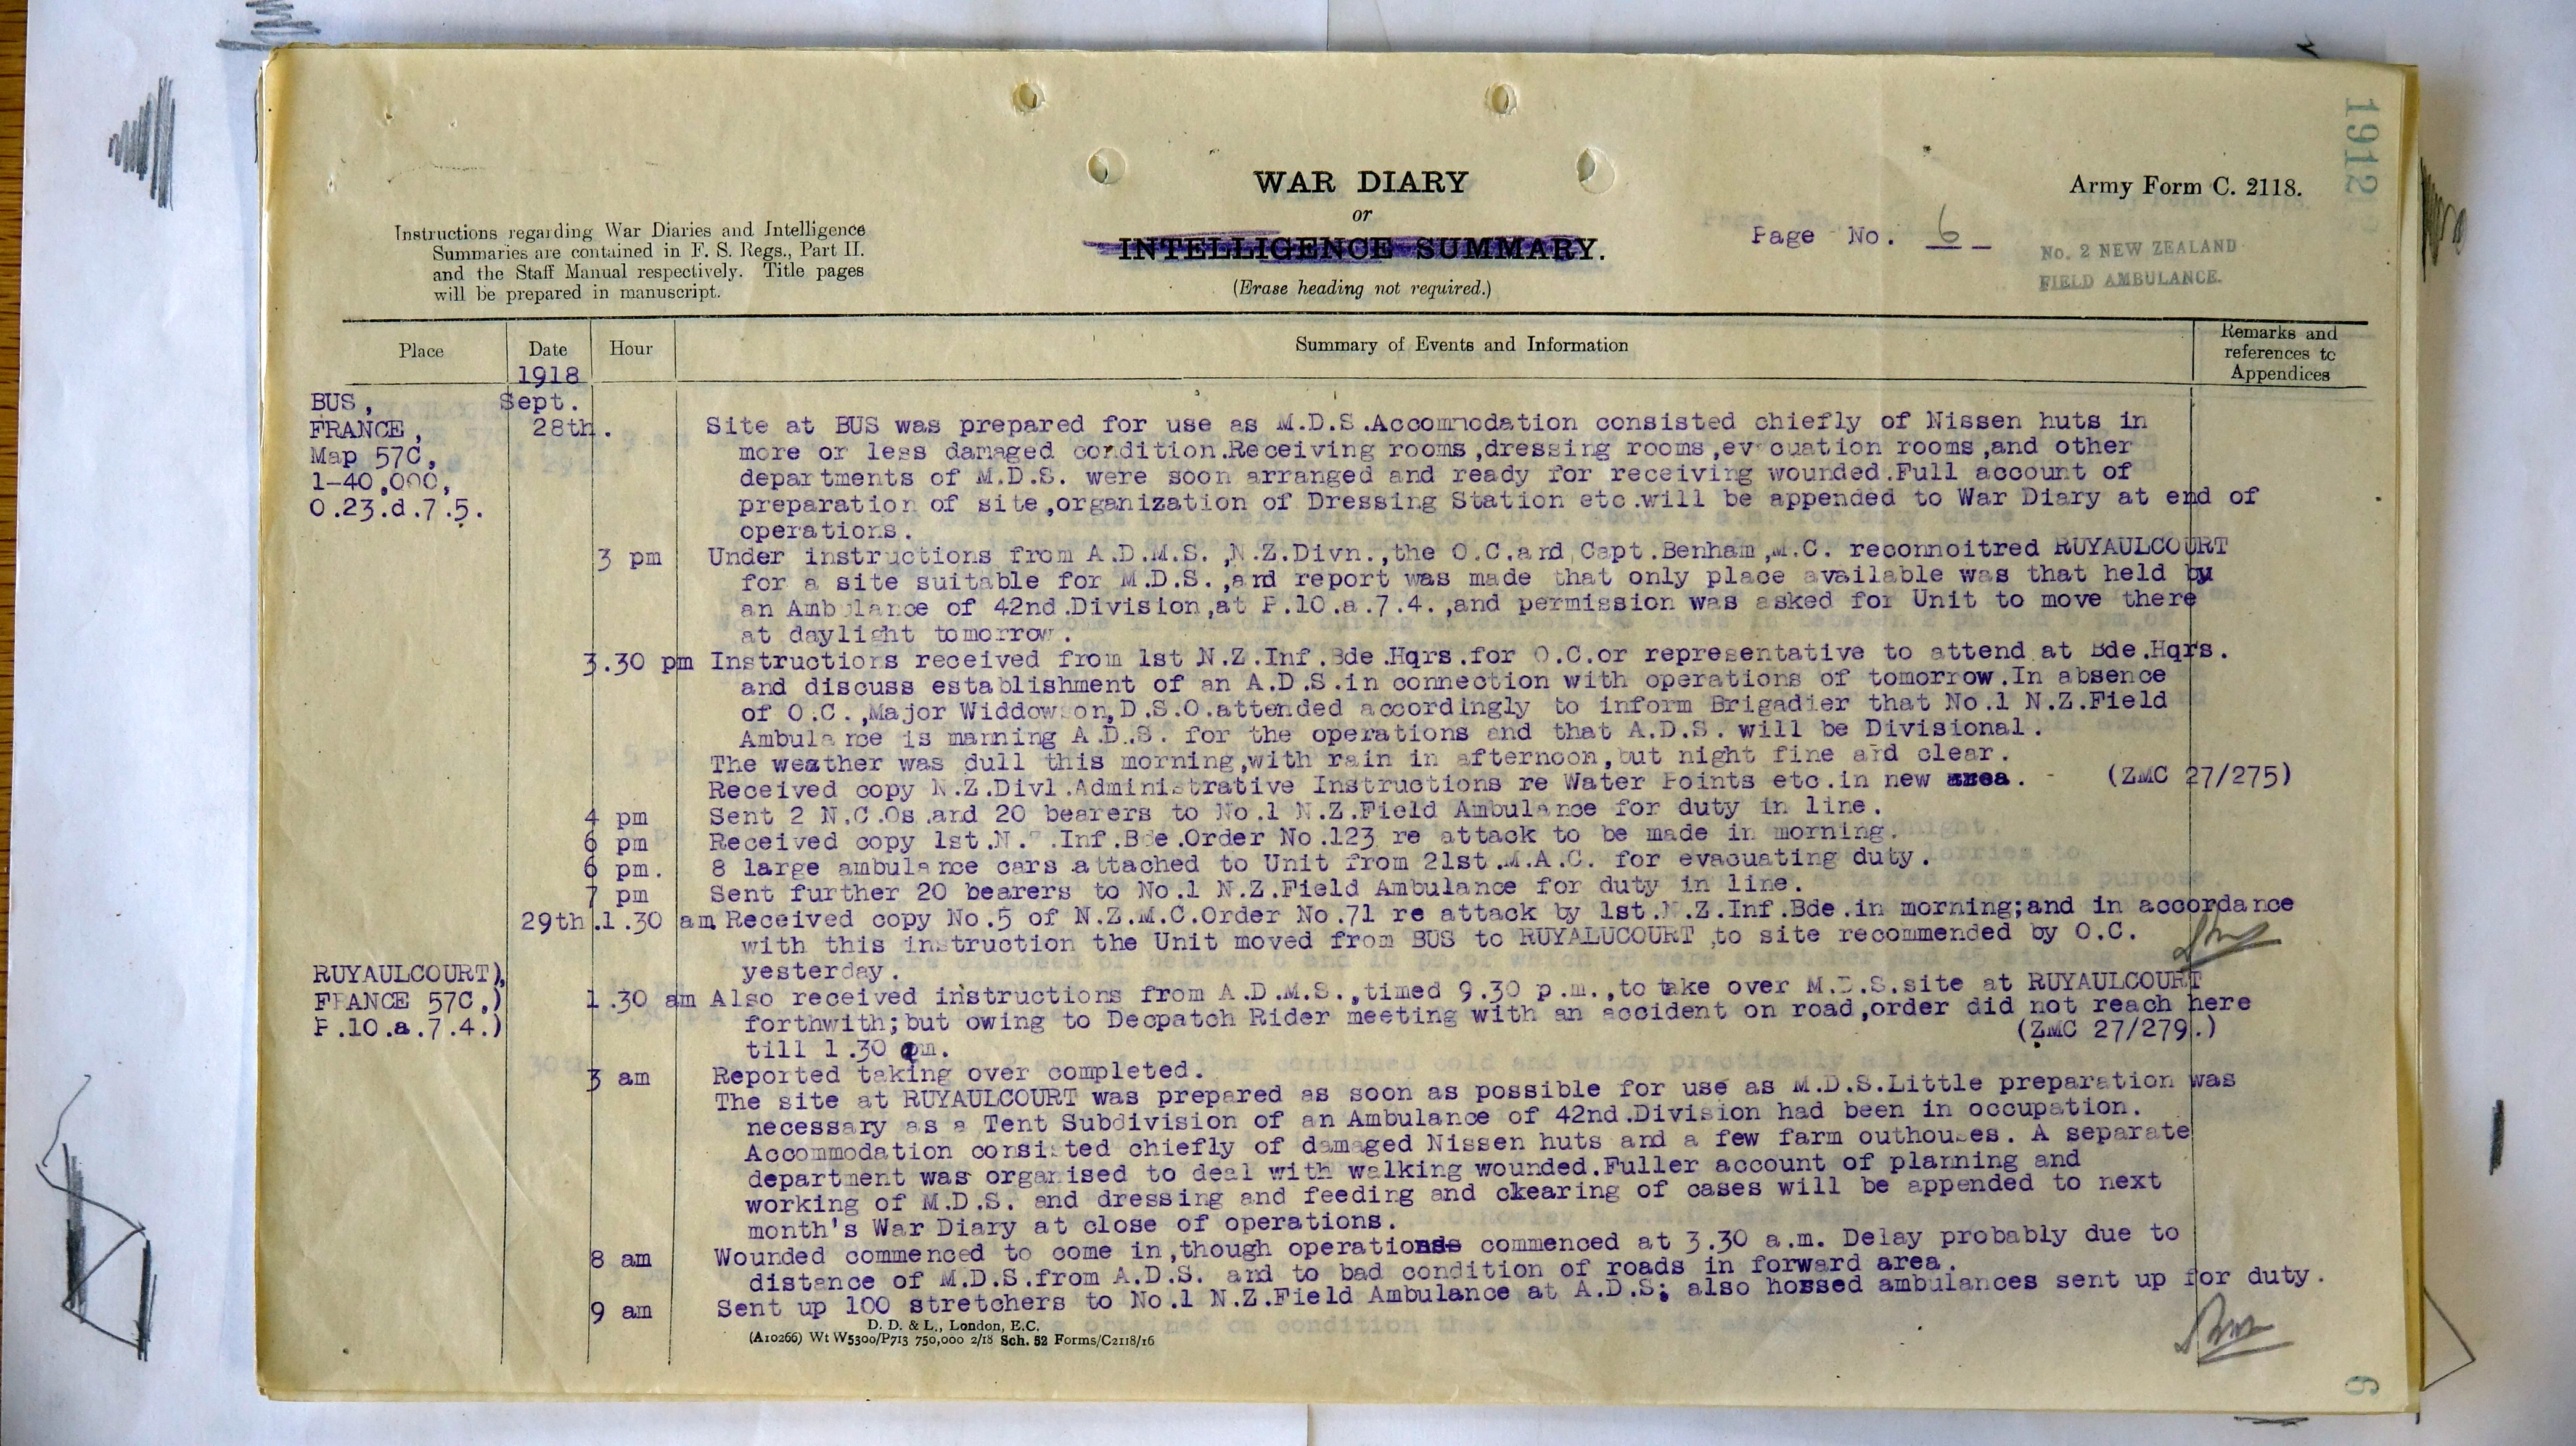 WAR DIARY
or
INTELLIGENCE SUMMARY.
(Erase heading not required.)
Instructions regarding War Diaries and Intelligence
Summaries are contained in F. S. Regs., Part II.
and the Staff Manual respectively. Title pages
will be prepared in manuscript.
Page No. 6
Army Form C. 2118.
No. 2 NEW ZEALAND
FIELD AMBULANCE.
1912
Place
Date
Hour
Summary of Events and Information
Remarks and
references to
Appendices
1918
BUS, Sept.
FRANCE, 28th.
Map 57C,
1-40,000,
O.23.d.7.5.
Site at BUS was prepared for use as M.D.S.Accommodation consisted chiefly of Nissen huts in
more or less damaged condition.Receiving rooms,dressing rooms,evacuation rooms,and other
departments of M.D.S. were soon arranged and ready for receiving wounded.Full account of
preparation of site,organization of Dressing Station etc.will be appended to War Diary at end of
operations.
3 pm Under instructions from A.D.M.S.,N.Z.Divn.,the O.C.and Capt.Benham,M.C. reconnoitred RUYAULCOURT
for a site suitable for M.D.S.,and report was made that only place available was that held by
an Ambulance of 42nd.Division,at P.10.a.7.4.,and permission was asked for Unit to move there
at daylight tomorrow.
3.30 pm Instructions received from 1st N.Z.Inf.Bde.Hqrs.for O.C.or representative to attend at Bde.Hqrs.
and discuss establishment of an A.D.S.in connection with operations of tomorrow.In absence
of O.C.,Major Widdowson,D.S.O.attended accordingly to inform Brigadier that No.1 N.Z.Field
Ambulance is manning A.D.S. for the operations and that A.D.S. will be Divisional.
The weather was dull this morning,with rain in afternoon,but night fine and clear.
Received copy N.Z.Divl.Administrative Instructions re Water Points etc.in new area. - (ZMC 27/275)
4 pm Sent 2 N.C.Os.and 20 bearers to No.1 N.Z.Field Ambulance for duty in line.
6 pm Received copy 1st.N.Z.Inf.Bde.Order No.123 re attack to be made in morning.
6 pm. 8 large ambulance cars attached to Unit from 21st.M.A.C. for evacuating duty.
7 pm Sent further 20 bearers to No.1 N.Z.Field Ambulance for duty in line.
29th.1.30 am Received copy No.5 of N.Z.M.C.Order No.71 re attack by 1st.N.Z.Inf.Bde.in morning;and in accordance
with this instruction the Unit moved from BUS to RUYALUCOURT,to site recommended by O.C.
yesterday.
RUYAULCOURT),
FRANCE 57C,)
P.10.a.7.4.)
1.30 am Also received instructions from A.D.M.S.,timed 9.30 p.m.,to take over M.D.S.site at RUYAULCOURT
forthwith;but owing to Decpatch Rider meeting with an accident on road,order did not reach here
till 1.30 am. (ZMC 27/279.)
3 am Reported taking over completed.
The site at RUYAULCOURT was prepared as soon as possible for use as M.D.S.Little preparation was
necessary as a Tent Subdivision of an Ambulance of 42nd.Division had been in occupation.
Accommodation consisted chiefly of damaged Nissen huts and a few farm outhouses. A separate
department was organised to deal with walking wounded.Fuller account of planning and
working of M.D.S. and dressing and feeding and ckearing of cases will be appended to next
month's War Diary at close of operations.
8 am Wounded commenced to come in,though operations commenced at 3.30 a.m. Delay probably due to
distance of M.D.S.from A.D.S. and to bad condition of roads in forward area.
9 am Sent up 100 stretchers to No.1 N.Z.Field Ambulance at A.D.S; also horsed ambulances sent up for duty.
D. D. & L., London, E.C.
(A10266) Wt W5300/P713 750,000 2/18 Sch. 52 Forms/C2118/16
6